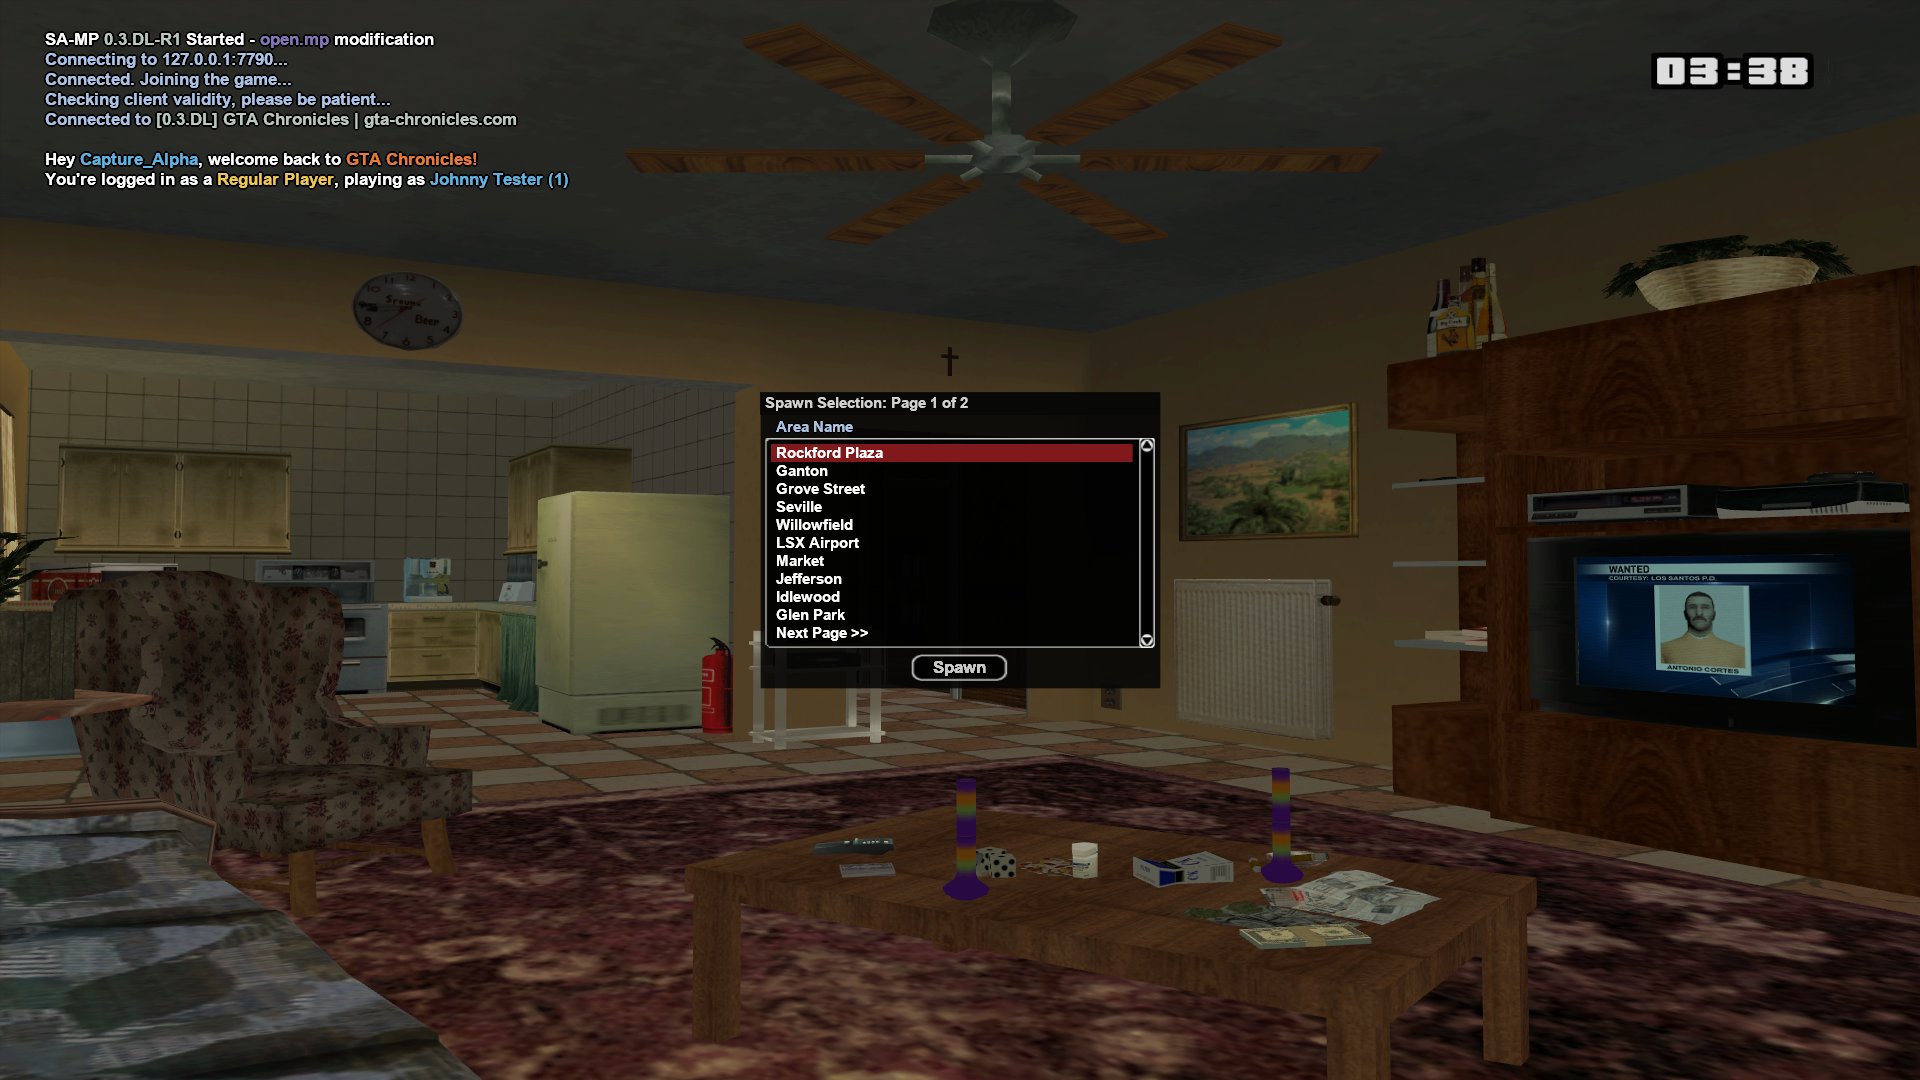 SA-MP 0.3.DL-R1 Started - open.mp modification
Connecting to 127.0.0.1:7790...
Connected. Joining the game...
Checking client validity, please be patient...
Connected to [0.3.DL] GTA Chronicles | gta-chronicles.com
Hey Capture_Alpha, welcome back to GTA Chronicles!
You're logged in as a Regular Player, playing as Johnny Tester (1)
03:38
Spawn Selection: Page 1 of 2
Area Name
Rockford Plaza
Ganton
Grove Street
Seville
Willowfield
LSX Airport
Market
Jefferson
Idlewood
Glen Park
Next Page >>
Spawn
WANTED
COURTESY: LOS SANTOS P.D.
ANTONIO CORTES